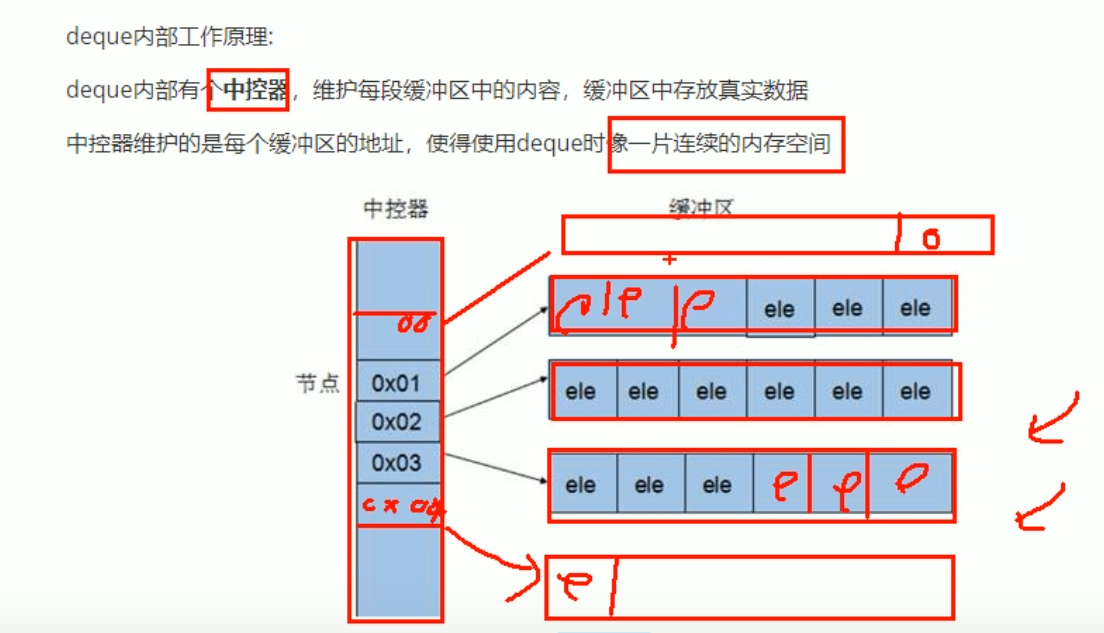 deque内部工作原理:
deque内部有个中控器，维护每段缓冲区中的内容，缓冲区中存放真实数据
中控器维护的是每个缓冲区的地址，使得使用deque时像一片连续的内存空间
中控器 缓冲区
ele ele ele
节点 0x01
ele ele ele ele ele ele
0x02
0x03
ele ele ele